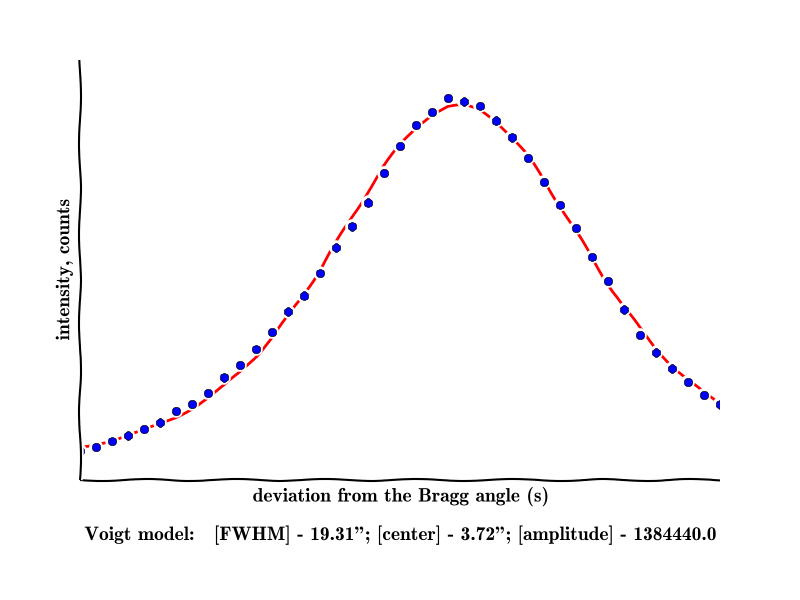 intensity, counts
deviation from the Bragg angle (s)
Voigt model: [FWHM] - 19.31”; [center] - 3.72”; [amplitude] - 1384440.0